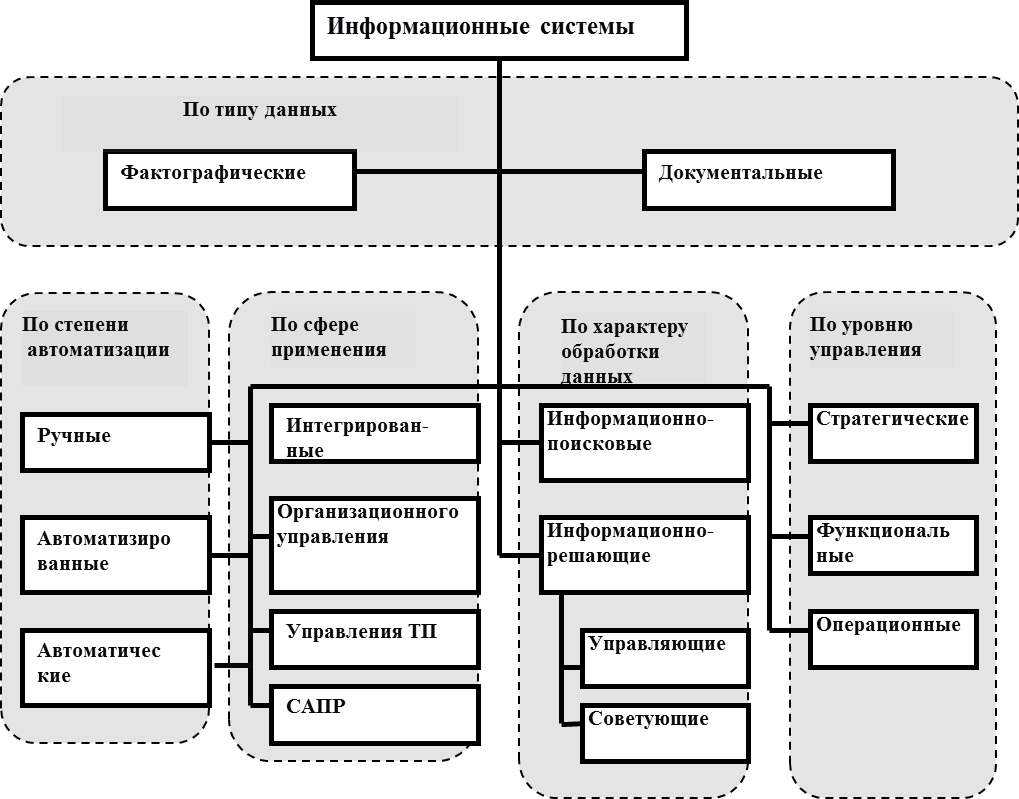 Информационные системы
По типу данных
Фактографические
Документальные
По степени
автоматизации
Ручные
Автоматизиро
ванные
Автоматичес
кие
По сфере
применения
Интегрирован-
ные
Организационного
управления
Управления ТП
САПР
По характеру
обработки
данных
Информационно-
поисковые
Информационно-
решающие
Управляющие
Советующие
По уровню
управления
Стратегические
Функциональ
ные
Операционные